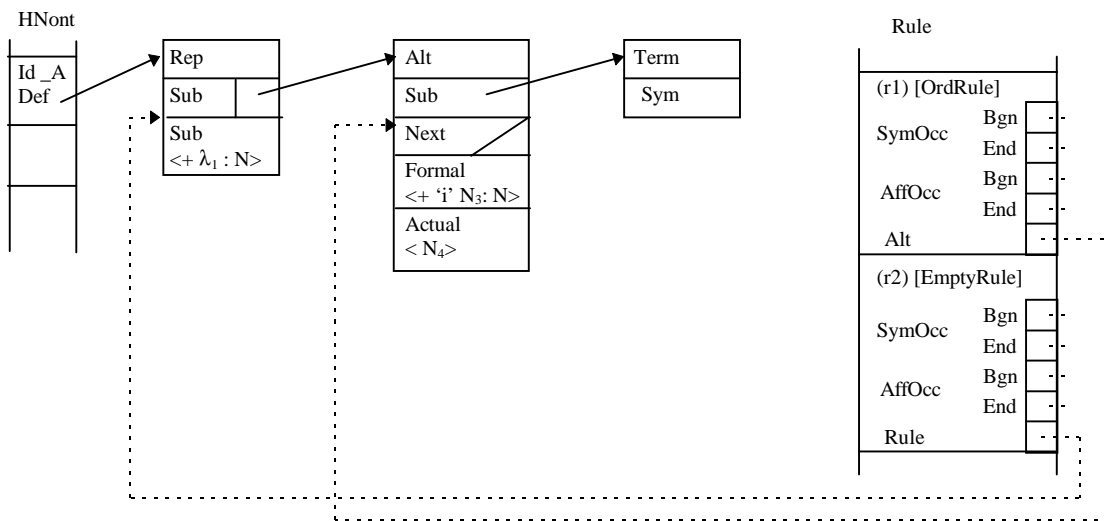 HNont
Id _A
Def
Rep
Sub
Sub
<+ λ₁ : N>
Alt
Sub
Next
Formal
<+ ‘i’ N₃: N>
Actual
< N₄>
Term
Sym
Rule
(r1) [OrdRule]
Bgn
SymOcc
End
Bgn
AffOcc
End
Alt
(r2) [EmptyRule]
Bgn
SymOcc
End
Bgn
AffOcc
End
Rule